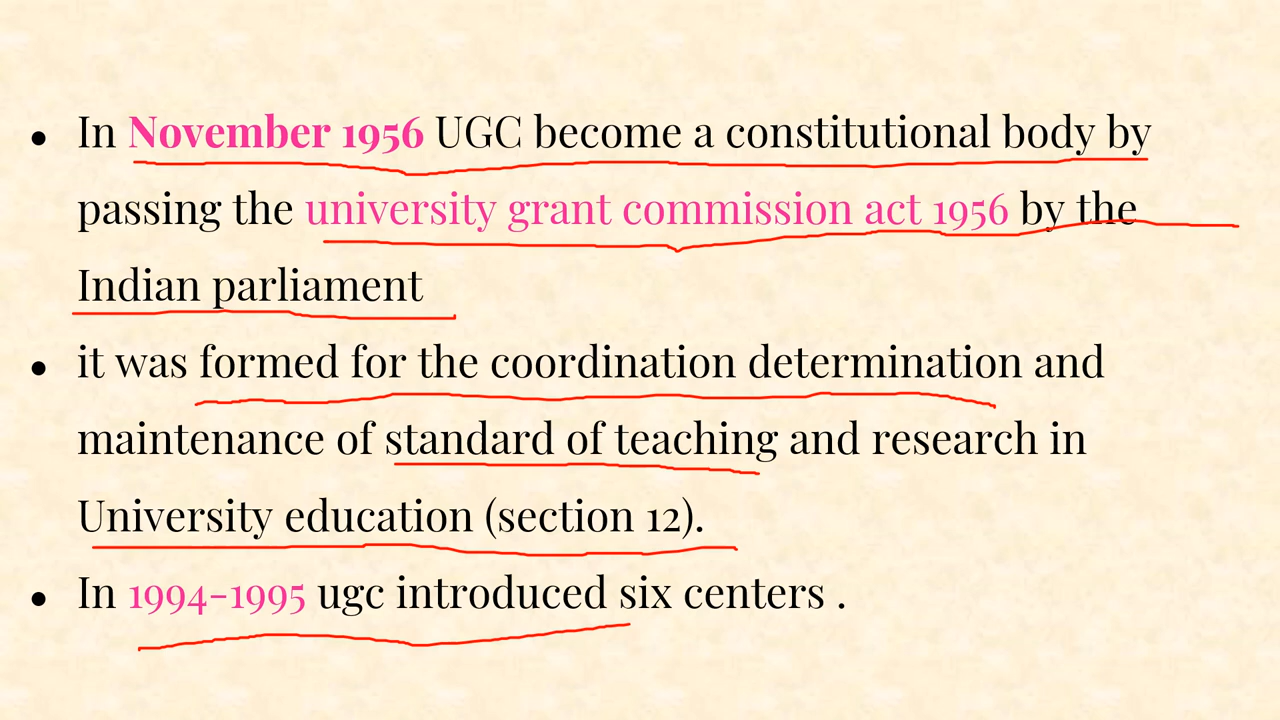 • In November 1956 UGC become a constitutional body by
passing the university grant commission act 1956 by the
Indian parliament
• it was formed for the coordination determination and
maintenance of standard of teaching and research in
University education (section 12).
• In 1994-1995 ugc introduced six centers .